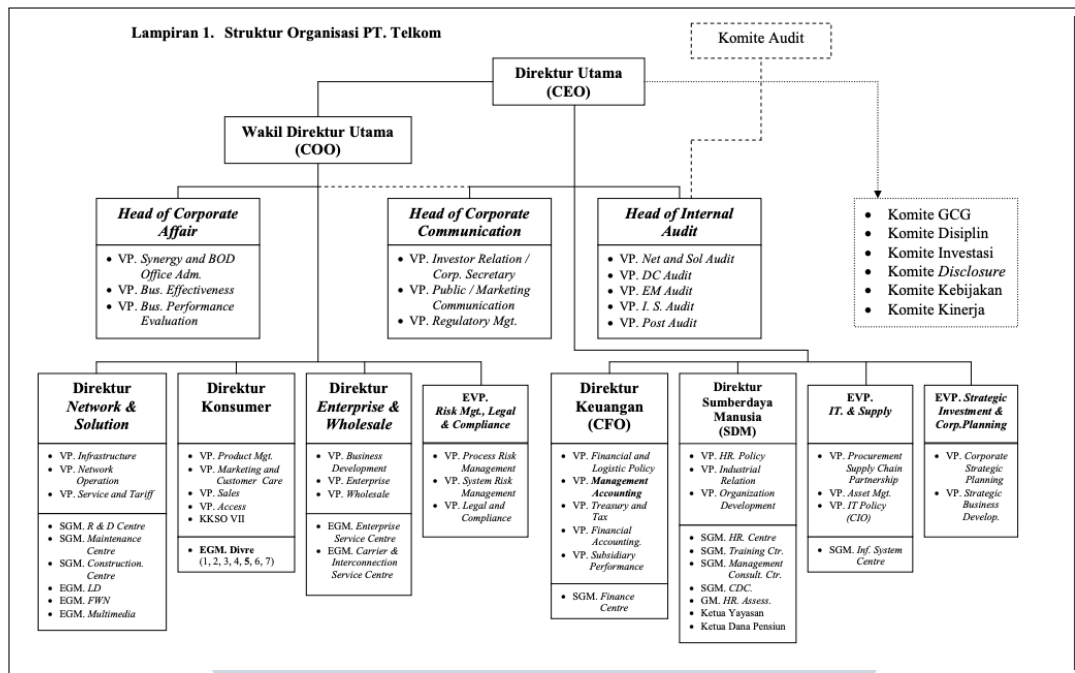 Lampiran 1. Struktur Organisasi PT. Telkom
Komite Audit
Direktur Utama
(CEO)
Wakil Direktur Utama
(COO)
Head of Corporate
Affair
• VP. Synergy and BOD
Office Adm.
• VP. Bus. Effectiveness
• VP. Bus. Performance
Evaluation
Head of Corporate
Communication
• VP. Investor Relation /
Corp. Secretary
• VP. Public / Marketing
Communication
• VP. Regulatory Mgt.
Head of Internal
Audit
• VP. Net and Sol Audit
• VP. DC Audit
• VP. EM Audit
• VP. I. S. Audit
• VP. Post Audit
• Komite GCG
• Komite Disiplin
• Komite Investasi
• Komite Disclosure
• Komite Kebijakan
• Komite Kinerja
Direktur
Network &
Solution
• VP. Infrastructure
• VP. Network
Operation
• VP. Service and Tariff
• SGM. R & D Centre
• SGM. Maintenance
Centre
• SGM. Construction.
Centre
• EGM. LD
• EGM. FWN
• EGM. Multimedia
Direktur
Konsumer
• VP. Product Mgt.
• VP. Marketing and
Customer Care
• VP. Sales
• VP. Access
• KKSO VII
• EGM. Divre
(1, 2, 3, 4, 5, 6, 7)
Direktur
Enterprise &
Wholesale
• VP. Business
Development
• VP. Enterprise
• VP. Wholesale
• EGM. Enterprise
Service Centre
• EGM. Carrier &
Interconnection
Service Centre
EVP.
Risk Mgt., Legal
& Compliance
• VP. Process Risk
Management
• VP. System Risk
Management
• VP. Legal and
Compliance
Direktur
Keuangan
(CFO)
• VP. Financial and
Logistic Policy
• VP. Management
Accounting
• VP. Treasury and
Tax
• VP. Financial
Accounting.
• VP. Subsidiary
Performance
• SGM. Finance
Centre
Direktur
Sumberdaya
Manusia
(SDM)
• VP. HR. Policy
• VP. Industrial
Relation
• VP. Organization
Development
• SGM. HR. Centre
• SGM. Training Ctr.
• SGM. Management
Consult. Ctr.
• SGM. CDC.
• GM. HR. Assess.
• Ketua Yayasan
• Ketua Dana Pensiun
EVP.
IT. & Supply
• VP. Procurement
Supply Chain
Partnership
• VP. Asset Mgt.
• VP. IT Policy
(CIO)
• SGM. Inf. System
Centre
EVP. Strategic
Investment &
Corp.Planning
• VP. Corporate
Strategic
Planning
• VP. Strategic
Business
Develop.